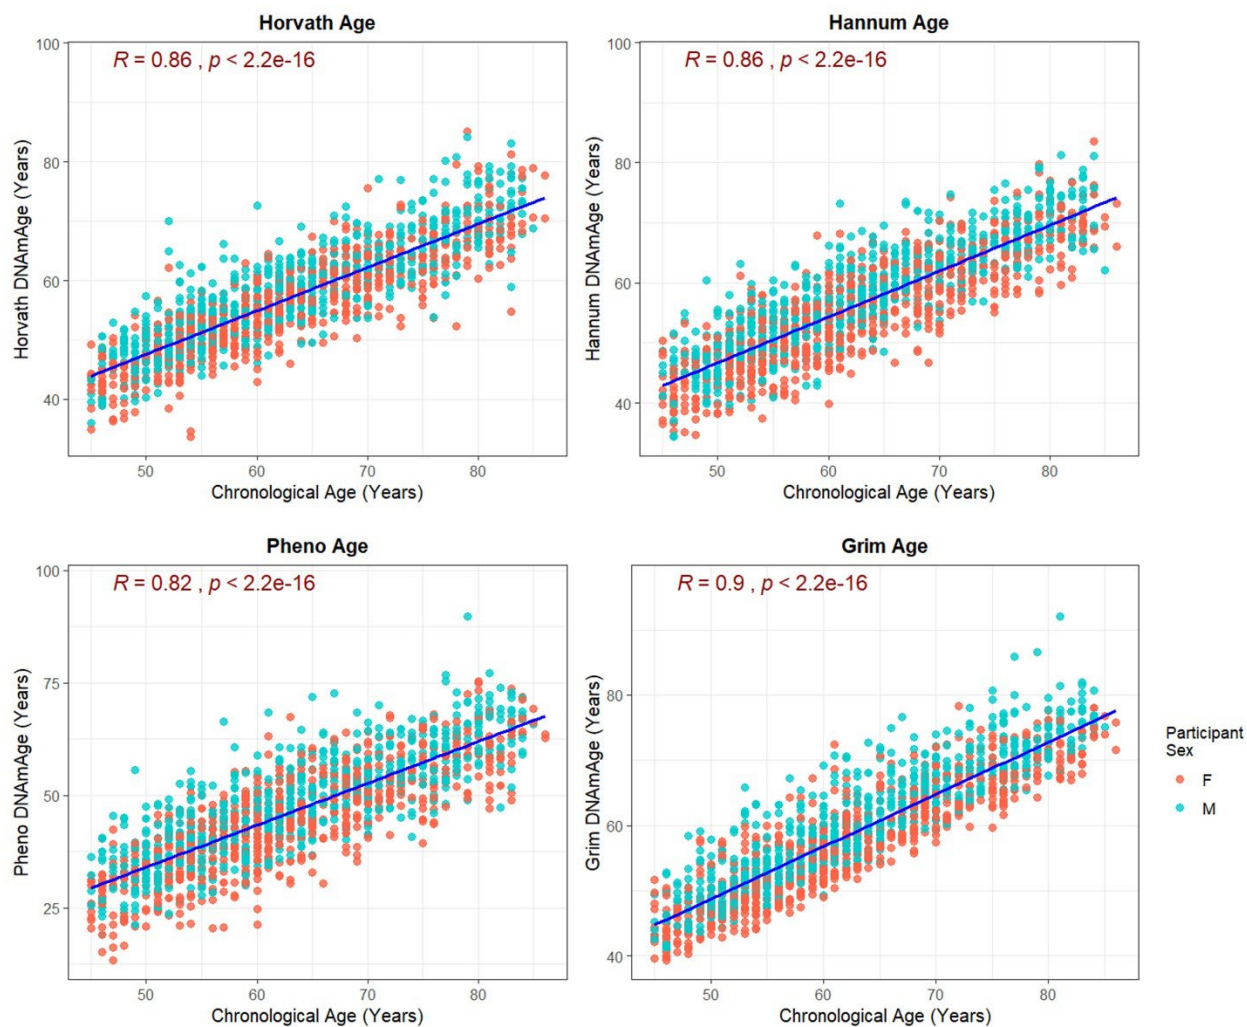 Horvath Age
R = 0.86 , p < 2.2e-16
100
80
60
40
Horvath DNAmAge (Years)
50 60 70 80
Chronological Age (Years)
Hannum Age
R = 0.86 , p < 2.2e-16
100
80
60
40
Hannum DNAmAge (Years)
50 60 70 80
Chronological Age (Years)
Pheno Age
R = 0.82 , p < 2.2e-16
100
75
50
25
Pheno DNAmAge (Years)
50 60 70 80
Chronological Age (Years)
Grim Age
R = 0.9 , p < 2.2e-16
80
60
40
Grim DNAmAge (Years)
50 60 70 80
Chronological Age (Years)
Participant
Sex
F
M